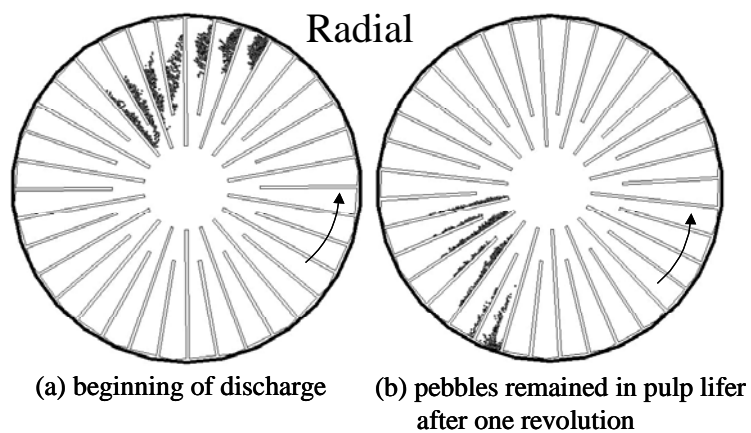 Radial
(a) beginning of discharge
(b) pebbles remained in pulp lifer
after one revolution